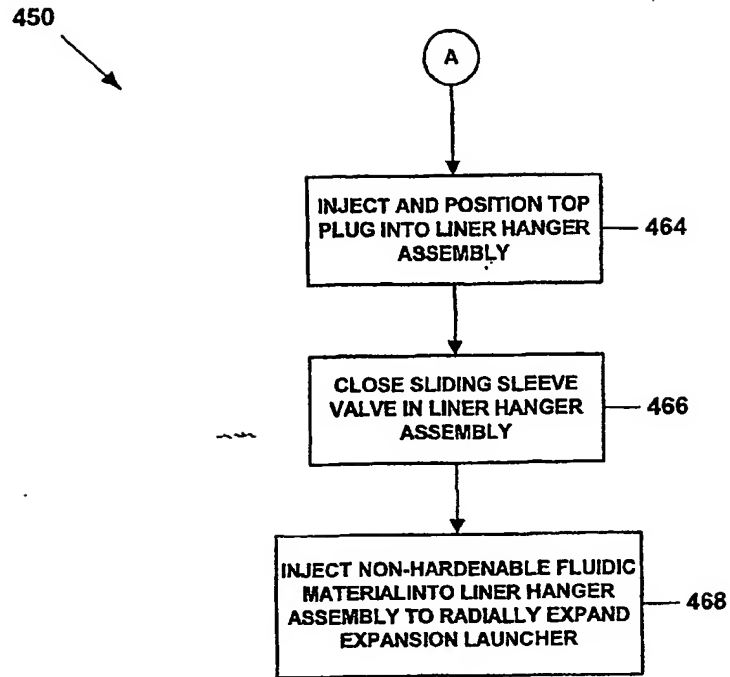 450
A
INJECT AND POSITION TOP
PLUG INTO LINER HANGER
ASSEMBLY
464
CLOSE SLIDING SLEEVE
VALVE IN LINER HANGER
ASSEMBLY
466
INJECT NON-HARDENABLE FLUIDIC
MATERIALINTO LINER HANGER
ASSEMBLY TO RADIALLY EXPAND
EXPANSION LAUNCHER
468